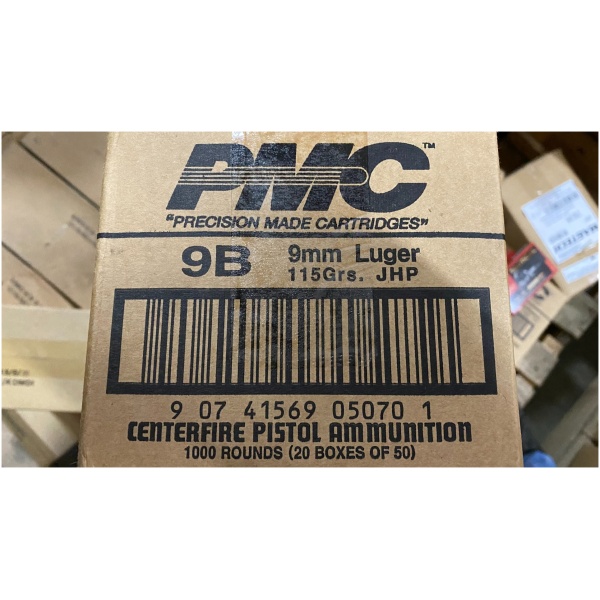 PMC™
"PRECISION MADE CARTRIDGES"
9B
9mm Luger
115Grs. JHP
9 07 41569 05070 1
CENTERFIRE PISTOL AMMUNITION
1000 ROUNDS (20 BOXES OF 50)
MAGTECH